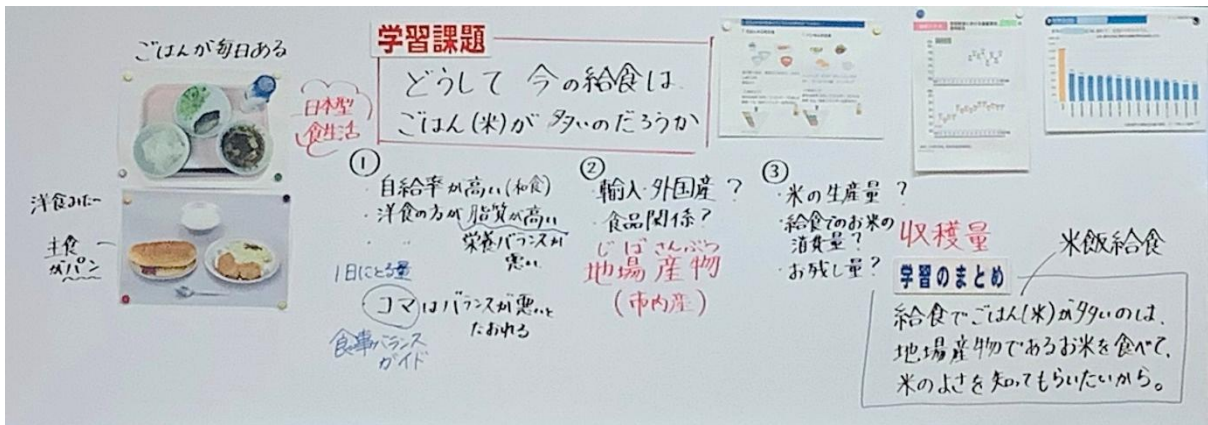 ごはんが毎日ある
洋食みたい
主食
がパン
日本型
食生活
学習課題
どうして 今の給食は
ごはん(米)が 多いのだろうか
①
・自給率が高い(和食)
・洋食の方が脂質が高い
栄養バランスが
悪い
1日にとる量
コマはバランスが悪いと
たおれる
食事バランス
ガイド
②
・輸入・外国産?
・食品関係?
じばさんぶつ
地場産物
(市内産)
③
・米の生産量?
・給食でのお米の
消費量?
・お残し量?
収穫量
米飯給食
学習のまとめ
給食でごはん(米)が多いのは、
地場産物であるお米を食べて、
米のよさを知ってもらいたいから。